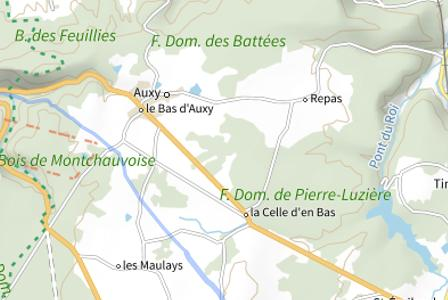 B. des Feuillies
F. Dom. des Battées
Auxy
Repas
le Bas d'Auxy
Pont du Roi
Bois de Montchauvoise
F. Dom. de Pierre-Luzière
la Celle d'en Bas
les Maulays